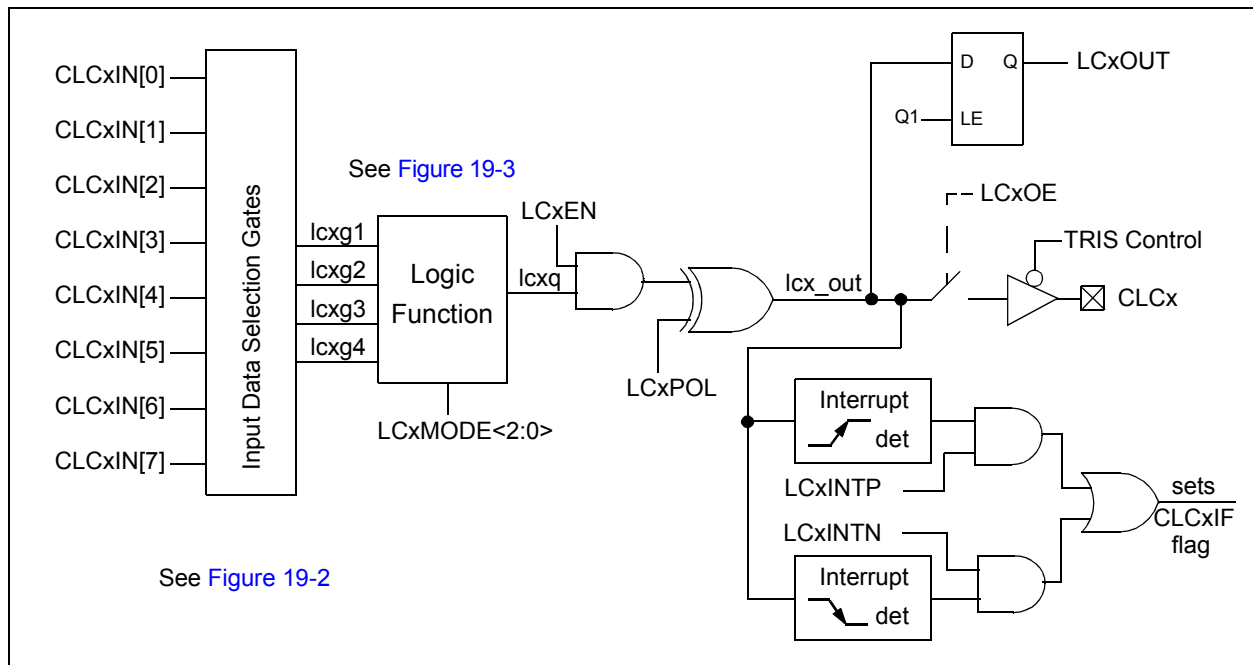 CLCxIN[0]
CLCxIN[1]
CLCxIN[2]
CLCxIN[3]
CLCxIN[4]
CLCxIN[5]
CLCxIN[6]
CLCxIN[7]
Input Data Selection Gates
See Figure 19-2
See Figure 19-3
lcxg1
lcxg2
lcxg3
lcxg4
Logic
Function
LCxMODE<2:0>
lcxq
LCxEN
LCxPOL
lcx_out
D
Q
LE
Q1
LCxOUT
LCxOE
TRIS Control
CLCx
Interrupt
det
LCxINTP
LCxINTN
Interrupt
det
sets
CLCxIF
flag